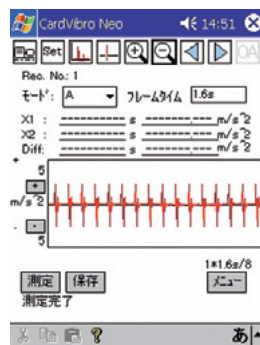 CardVibro Neo 14:51
Set OA
Rec. No.: 1
モード: A フレームタイム 1.6s
X1 : ---------- s ----------m/s^2
X2 : ---------- s ----------m/s^2
Diff: ---------- s ----------m/s^2
+
5
+
m/s^2
-
-
5
1*1.6s/8
測定 保存 メニュー
測定完了
あ